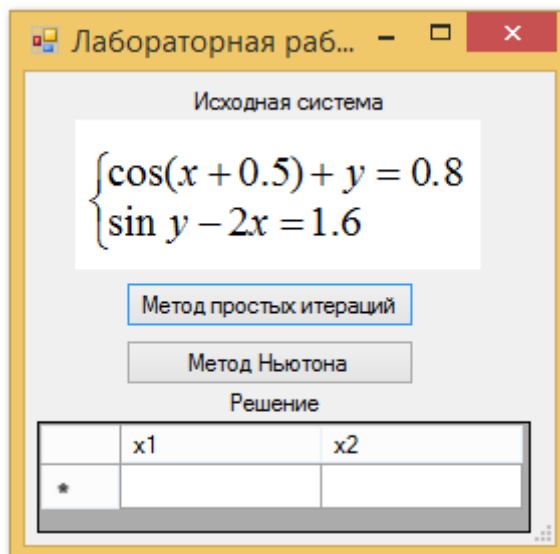 Лабораторная раб...
Исходная система
cos(x + 0.5) + y = 0.8
sin y − 2x = 1.6
Метод простых итераций
Метод Ньютона
Решение
x1 x2
*